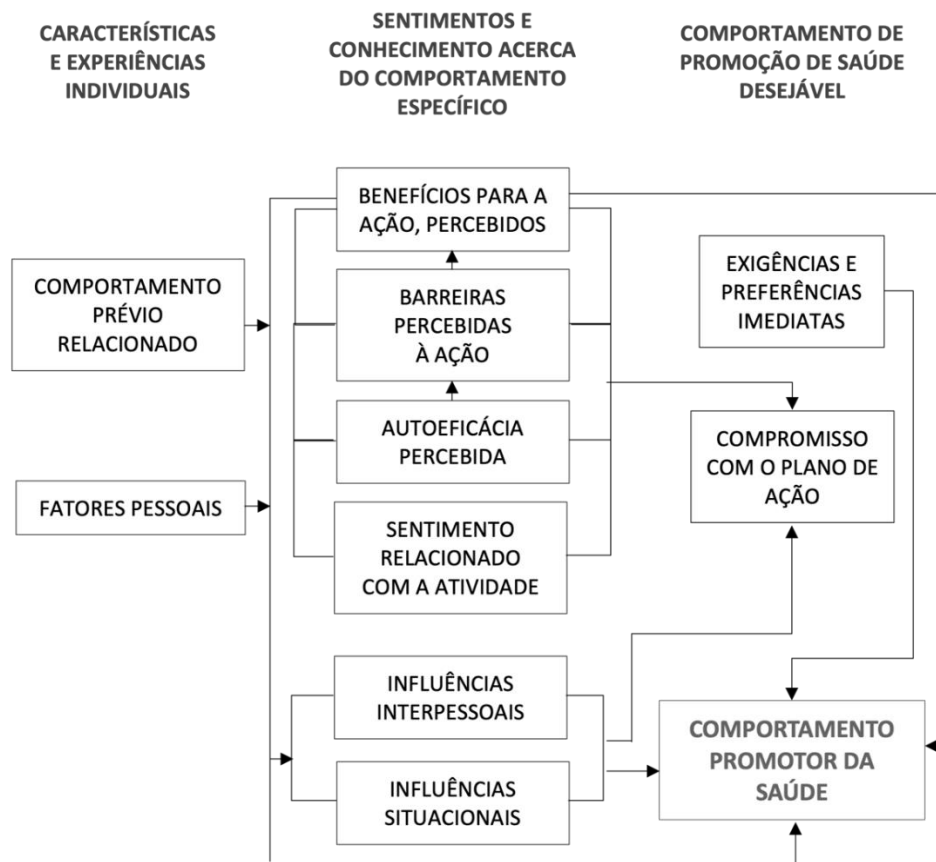 CARACTERÍSTICAS
E EXPERIÊNCIAS
INDIVIDUAIS
SENTIMENTOS E
CONHECIMENTO ACERCA
DO COMPORTAMENTO
ESPECÍFICO
COMPORTAMENTO DE
PROMOÇÃO DE SAÚDE
DESEJÁVEL
COMPORTAMENTO
PRÉVIO
RELACIONADO
FATORES PESSOAIS
BENEFÍCIOS PARA A
AÇÃO, PERCEBIDOS
BARREIRAS
PERCEBIDAS
À AÇÃO
AUTOEFICÁCIA
PERCEBIDA
SENTIMENTO
RELACIONADO
COM A ATIVIDADE
INFLUÊNCIAS
INTERPESSOAIS
INFLUÊNCIAS
SITUACIONAIS
EXIGÊNCIAS E
PREFERÊNCIAS
IMEDIATAS
COMPROMISSO
COM O PLANO DE
AÇÃO
COMPORTAMENTO
PROMOTOR DA
SAÚDE